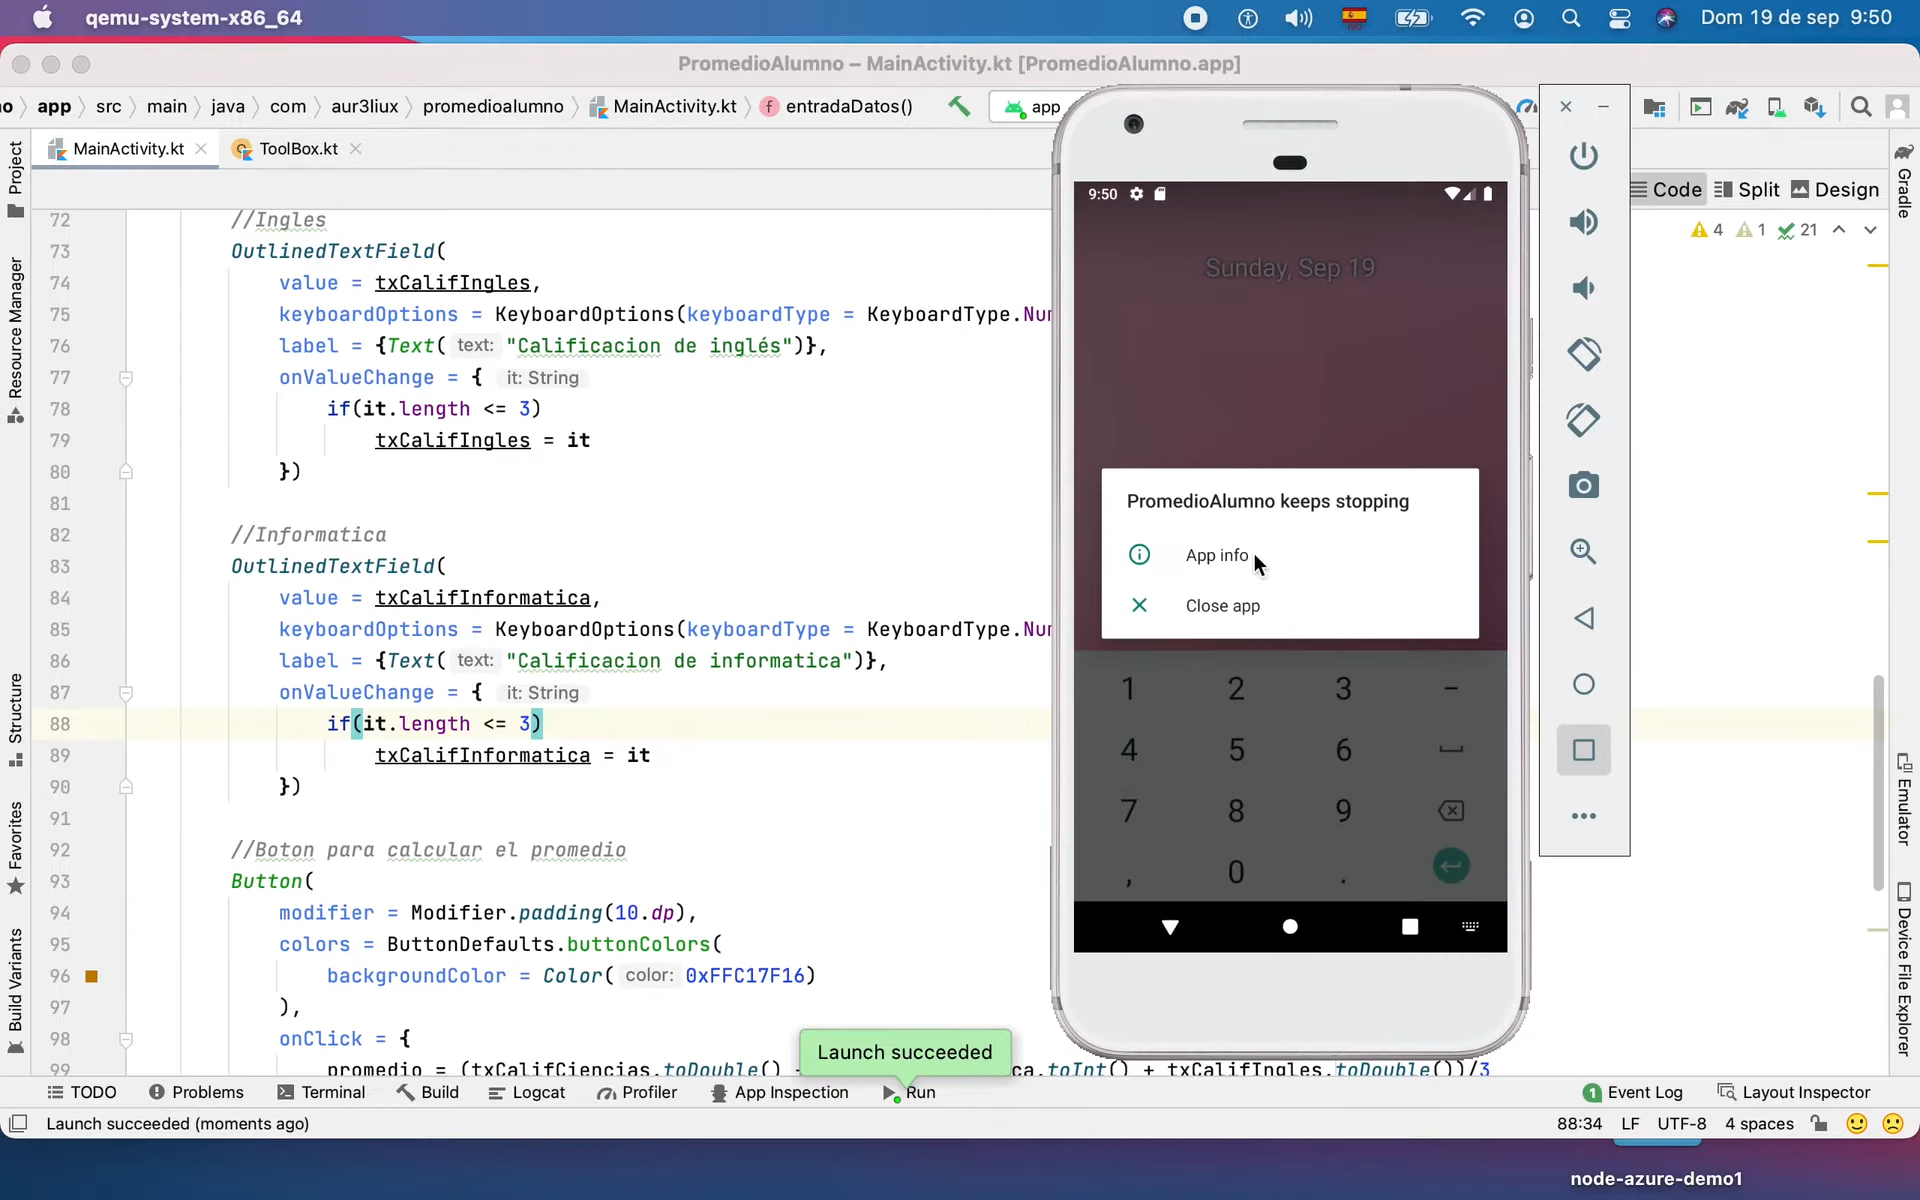 qemu-system-x86_64
Dom 19 de sep 9:50
PromedioAlumno – MainActivity.kt [PromedioAlumno.app]
app
src
main
java
com
aur3liux
promedioalumno
MainActivity.kt
entradaDatos()
app
MainActivity.kt
ToolBox.kt
Code
Split
Design
4
1
21
Project
Resource Manager
Structure
Favorites
Build Variants
Gradle
Emulator
Device File Explorer
72 //Ingles
73 OutlinedTextField(
74 value = txCalifIngles,
75 keyboardOptions = KeyboardOptions(keyboardType = KeyboardType.Nu
76 label = {Text( text: "Calificacion de inglés")},
77 onValueChange = { it: String
78 if(it.length <= 3)
79 txCalifIngles = it
80 })
81
82 //Informatica
83 OutlinedTextField(
84 value = txCalifInformatica,
85 keyboardOptions = KeyboardOptions(keyboardType = KeyboardType.Nu
86 label = {Text( text: "Calificacion de informatica")},
87 onValueChange = { it: String
88 if(it.length <= 3)
89 txCalifInformatica = it
90 })
91
92 //Boton para calcular el promedio
93 Button(
94 modifier = Modifier.padding(10.dp),
95 colors = ButtonDefaults.buttonColors(
96 backgroundColor = Color( color: 0xFFC17F16)
97 ),
98 onClick = {
99 promedio = (txCalifCiencias.toDouble() ca.toInt() + txCalifIngles.toDouble())/3
9:50
Sunday, Sep 19
PromedioAlumno keeps stopping
App info
Close app
1 2 3 -
4 5 6
7 8 9
, 0 .
Launch succeeded
TODO
Problems
Terminal
Build
Logcat
Profiler
App Inspection
Run
1 Event Log
Layout Inspector
Launch succeeded (moments ago)
88:34 LF UTF-8 4 spaces
node-azure-demo1